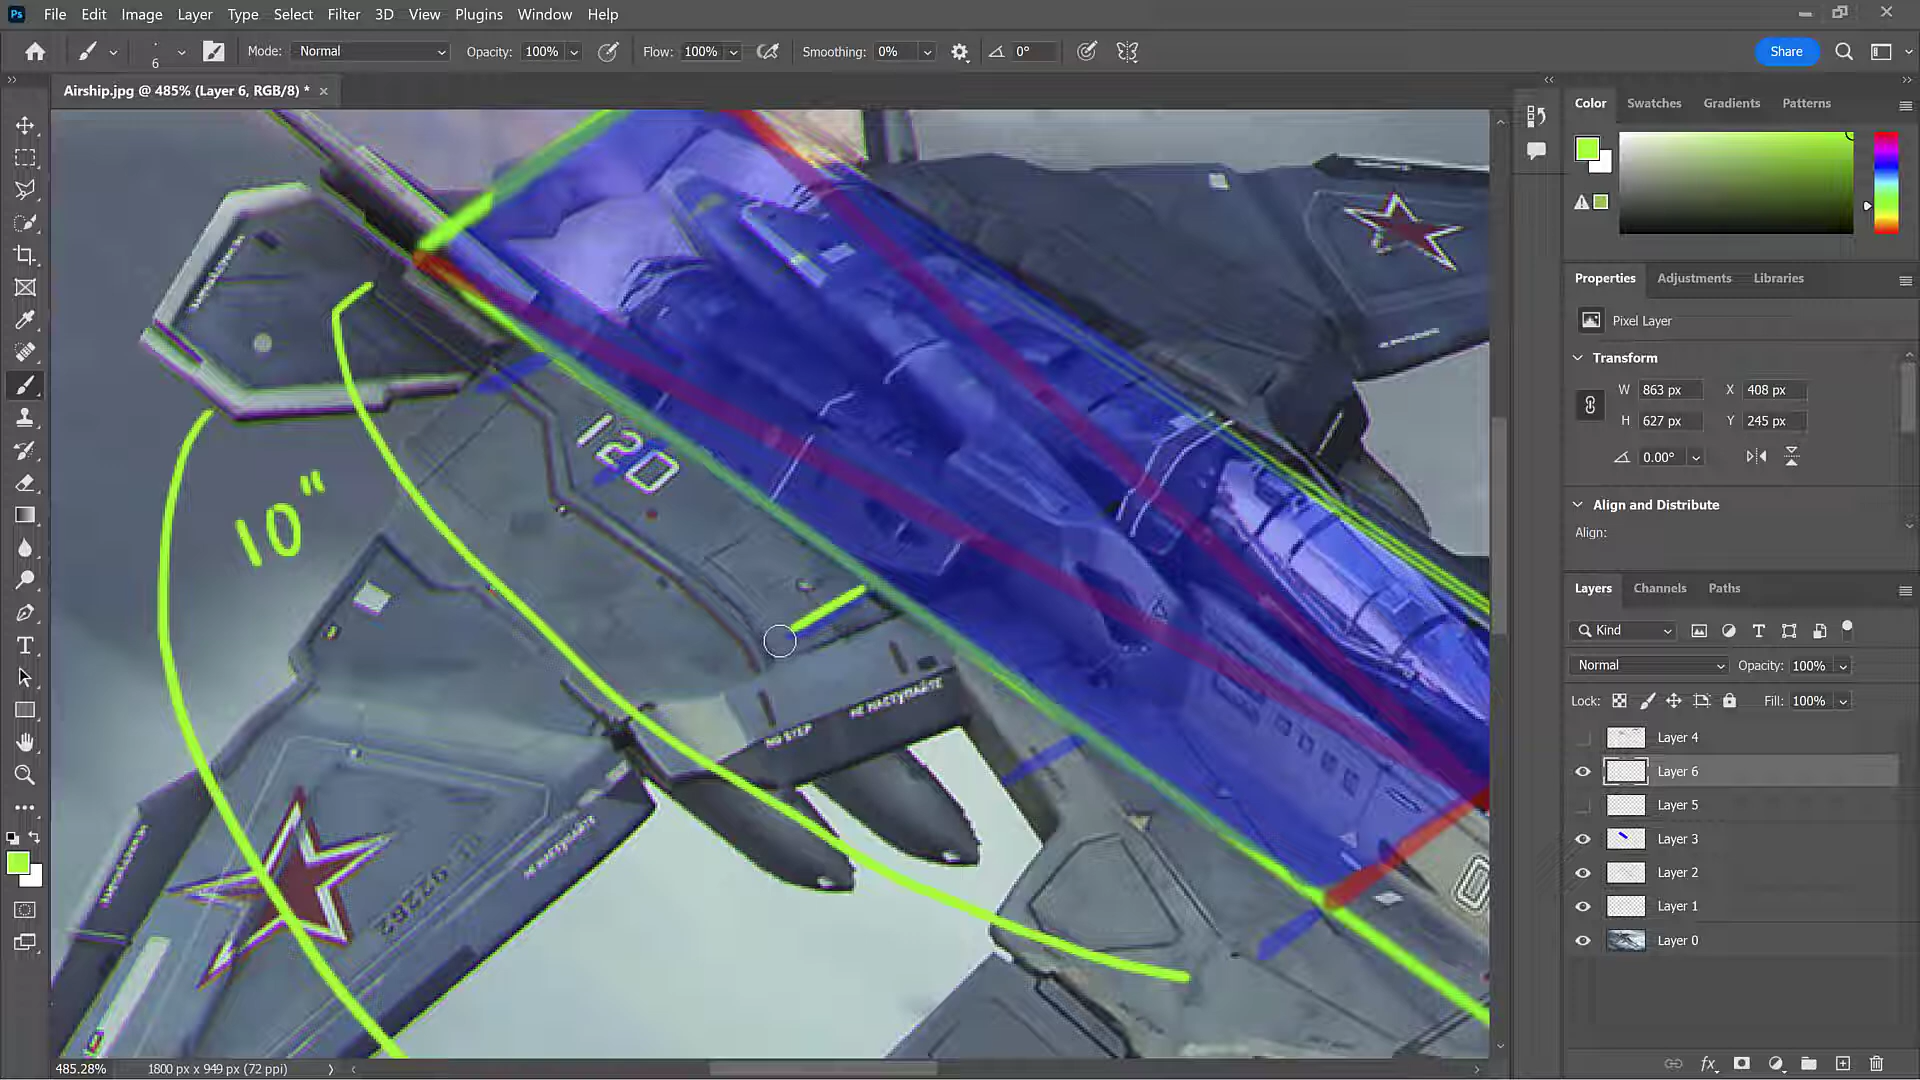 Ps File Edit Image Layer Type Select Filter 3D View Plugins Window Help
6 Mode: Normal Opacity: 100% Flow: 100% Smoothing: 0% 0° Share
Airship.jpg @ 485% (Layer 6, RGB/8) *
Color Swatches Gradients Patterns
Properties Adjustments Libraries
Pixel Layer
Transform
W 863 px X 408 px
H 627 px Y 245 px
0.00°
Align and Distribute
Align:
Layers Channels Paths
Kind
Normal Opacity: 100%
Lock: Fill: 100%
Layer 4
Layer 6
Layer 5
Layer 3
Layer 2
Layer 1
Layer 0
120
10"
NO STEP
485.28% 1800 px x 949 px (72 ppi)